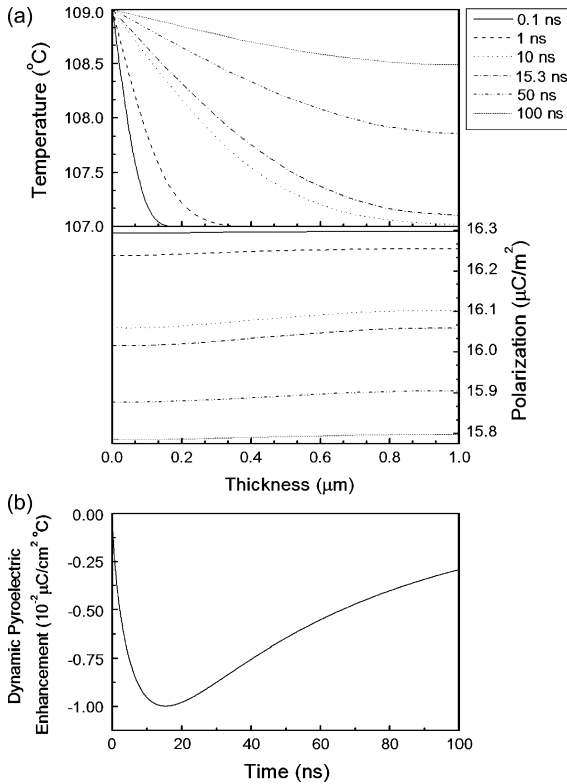 (a)
109.0
108.5
108.0
107.5
107.0
Temperature (°C)
0.1 ns
1 ns
10 ns
15.3 ns
50 ns
100 ns
16.3
16.2
16.1
16.0
15.9
15.8
Polarization (μC/m²)
0.0 0.2 0.4 0.6 0.8 1.0
Thickness (μm)
(b)
0.00
-0.25
-0.50
-0.75
-1.00
Dynamic Pyroelectric
Enhancement (10⁻²μC/cm² °C)
0 20 40 60 80 100
Time (ns)